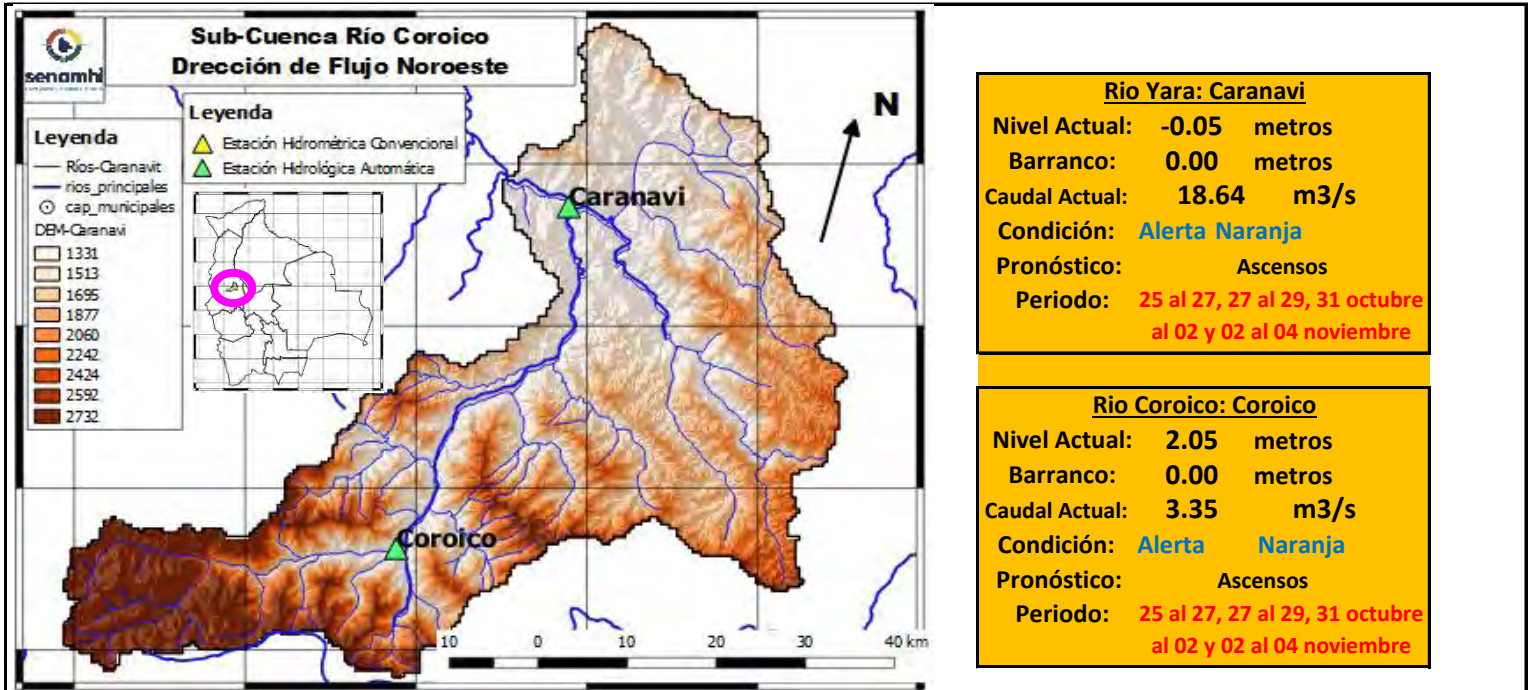 senamhi
Sub-Cuenca Río Coroico
Drección de Flujo Noroeste
Leyenda
Ríos-Caranavit
rios_principales
cap_municipales
DEM-Caranavi
1331
1513
1695
1877
2060
2242
2424
2592
2732
Leyenda
Estación Hidrométrica Convencional
Estación Hidrológica Automática
N
Caranavi
Coroico
10 0 10 20 30 40 km
Rio Yara: Caranavi
Nivel Actual: -0.05 metros
Barranco: 0.00 metros
Caudal Actual: 18.64 m3/s
Condición: Alerta Naranja
Pronóstico: Ascensos
Periodo: 25 al 27, 27 al 29, 31 octubre
al 02 y 02 al 04 noviembre
Rio Coroico: Coroico
Nivel Actual: 2.05 metros
Barranco: 0.00 metros
Caudal Actual: 3.35 m3/s
Condición: Alerta Naranja
Pronóstico: Ascensos
Periodo: 25 al 27, 27 al 29, 31 octubre
al 02 y 02 al 04 noviembre